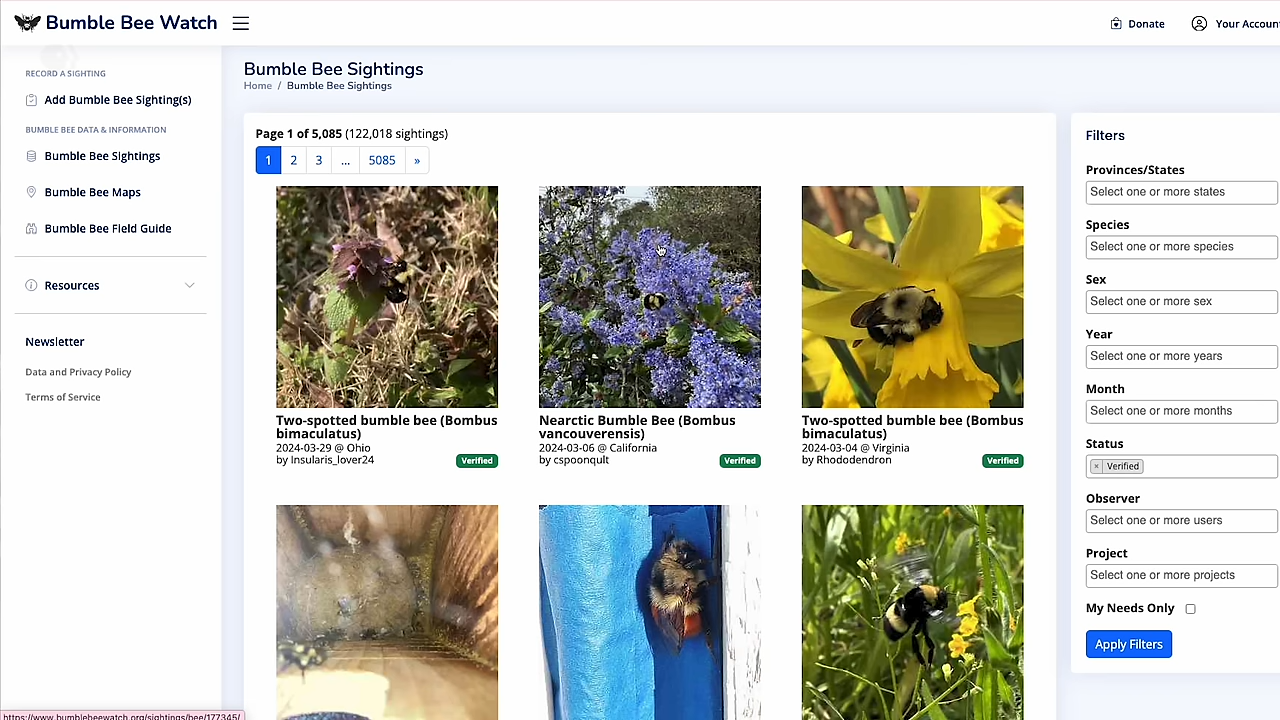 Bumble Bee Watch
Donate
Your Accoun
RECORD A SIGHTING
Add Bumble Bee Sighting(s)
BUMBLE BEE DATA & INFORMATION
Bumble Bee Sightings
Bumble Bee Maps
Bumble Bee Field Guide
Resources
Newsletter
Data and Privacy Policy
Terms of Service
Bumble Bee Sightings
Home / Bumble Bee Sightings
Page 1 of 5,085 (122,018 sightings)
1 2 3 ... 5085 »
Two-spotted bumble bee (Bombus
bimaculatus)
2024-03-29 @ Ohio
by Insularis_lover24
Verified
Nearctic Bumble Bee (Bombus
vancouverensis)
2024-03-06 @ California
by cspoonqult
Verified
Two-spotted bumble bee (Bombus
bimaculatus)
2024-03-04 @ Virginia
by Rhododendron
Verified
Filters
Provinces/States
Select one or more states
Species
Select one or more species
Sex
Select one or more sex
Year
Select one or more years
Month
Select one or more months
Status
× Verified
Observer
Select one or more users
Project
Select one or more projects
My Needs Only
Apply Filters
https://www.bumblebeewatch.org/sightings/bee/177345/